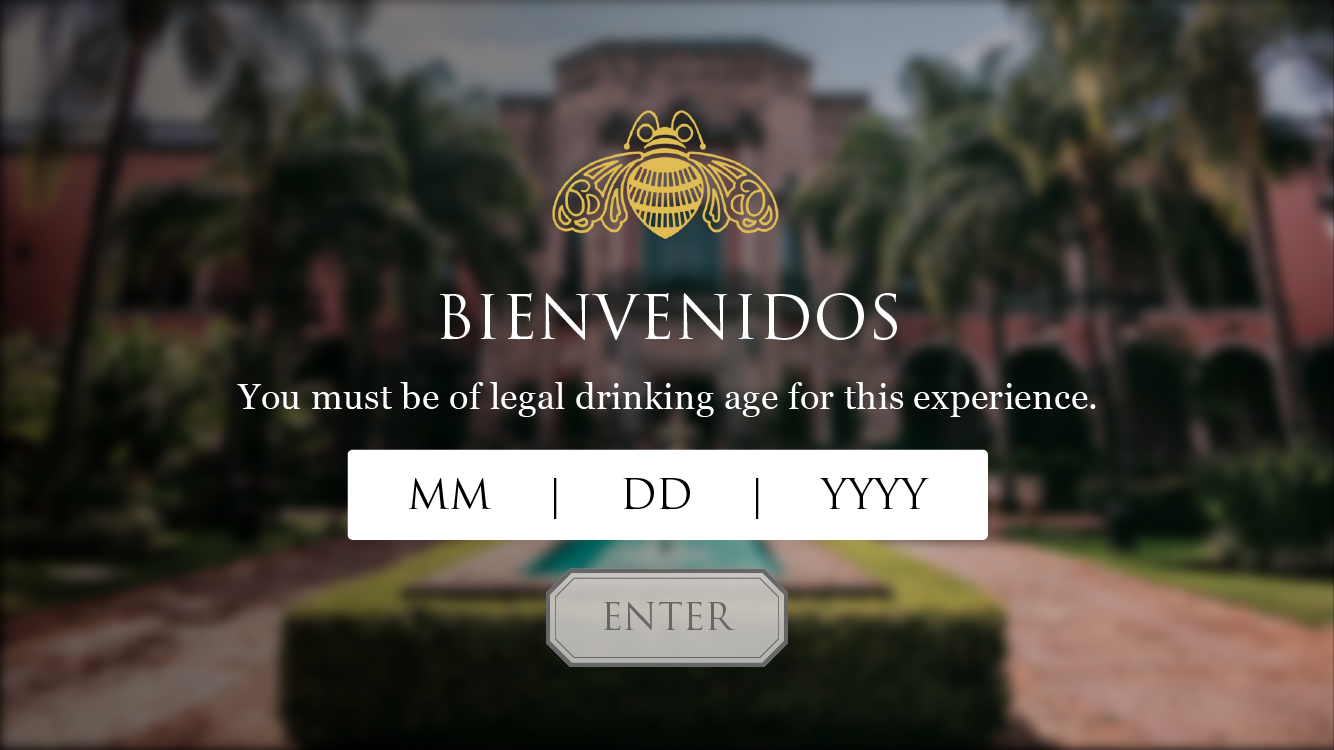 BIENVENIDOS
You must be of legal drinking age for this experience.
MM | DD | YYYY
ENTER